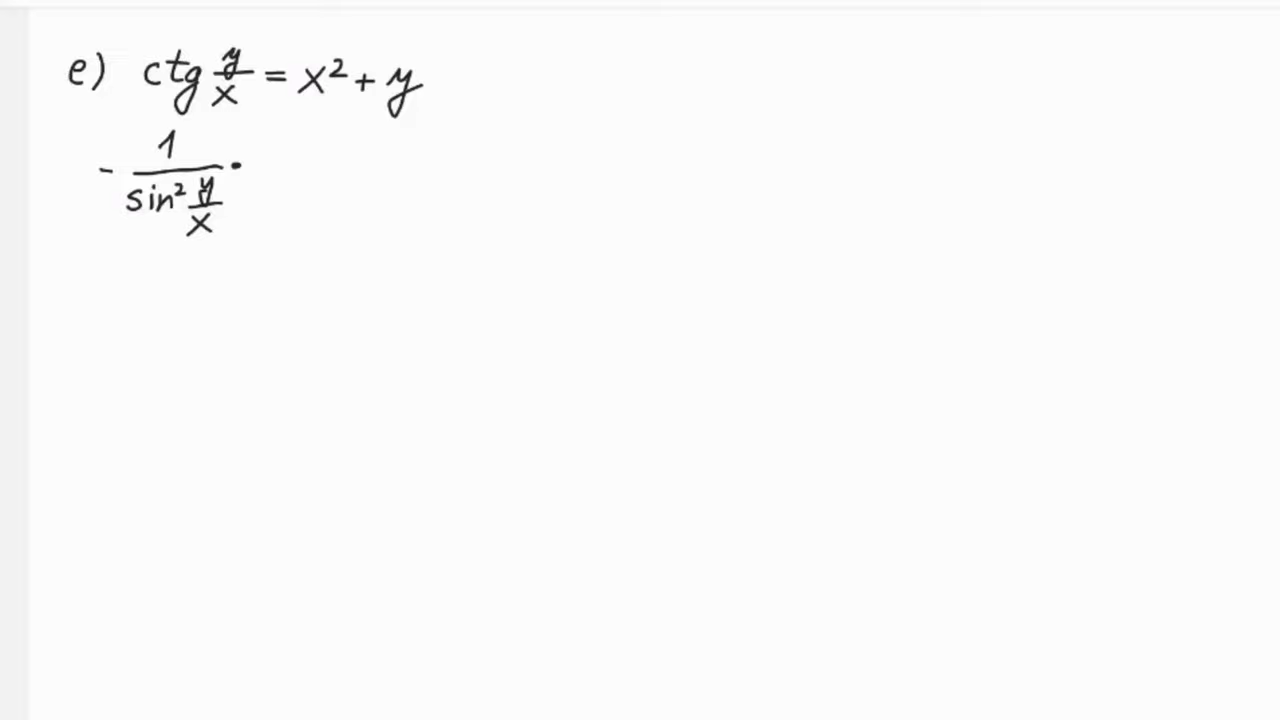 e) ctg y/x = x² + y
- 1/(sin² y/x) ·